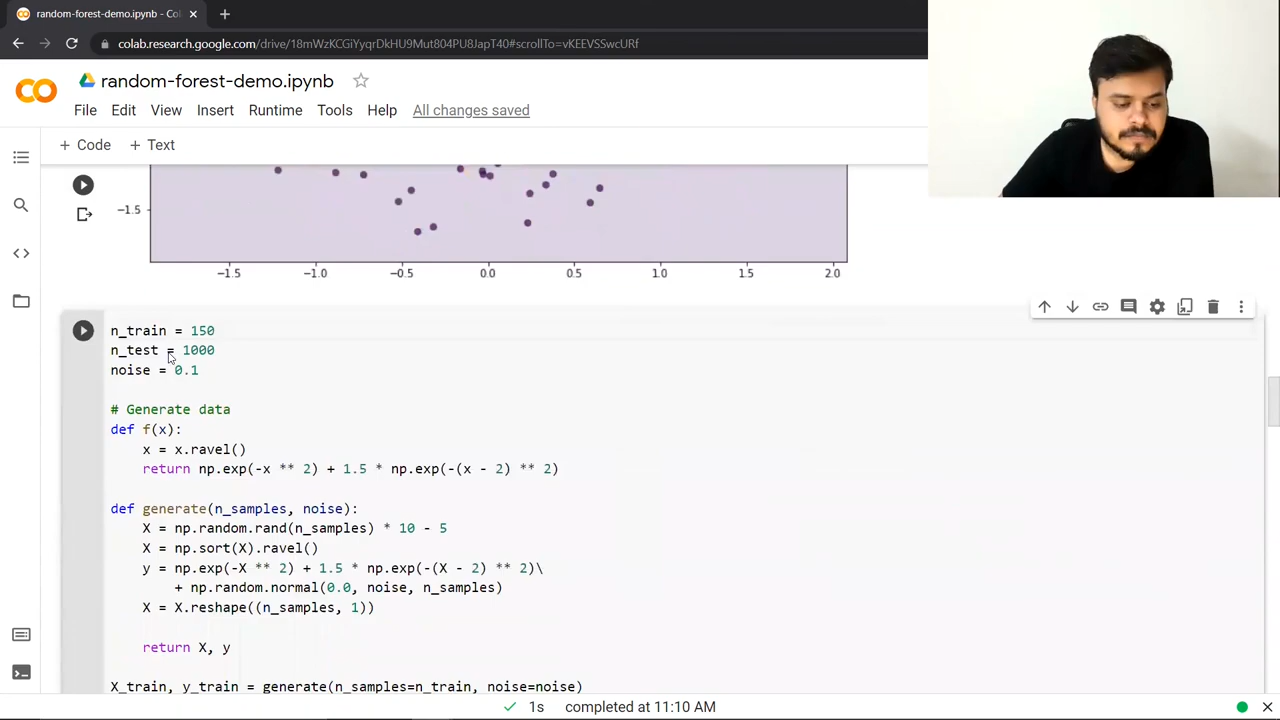 random-forest-demo.ipynb - Col
colab.research.google.com/drive/18mWzKCGiYyqrDkHU9Mut804PU8JapT40#scrollTo=vKEEVSSwcURf
random-forest-demo.ipynb
File Edit View Insert Runtime Tools Help All changes saved
+ Code + Text
−1.5
−1.5 −1.0 −0.5 0.0 0.5 1.0 1.5 2.0
n_train = 150
n_test = 1000
noise = 0.1
# Generate data
def f(x):
x = x.ravel()
return np.exp(-x ** 2) + 1.5 * np.exp(-(x - 2) ** 2)
def generate(n_samples, noise):
X = np.random.rand(n_samples) * 10 - 5
X = np.sort(X).ravel()
y = np.exp(-X ** 2) + 1.5 * np.exp(-(X - 2) ** 2)\
+ np.random.normal(0.0, noise, n_samples)
X = X.reshape((n_samples, 1))
return X, y
X_train, y_train = generate(n_samples=n_train, noise=noise)
1s completed at 11:10 AM